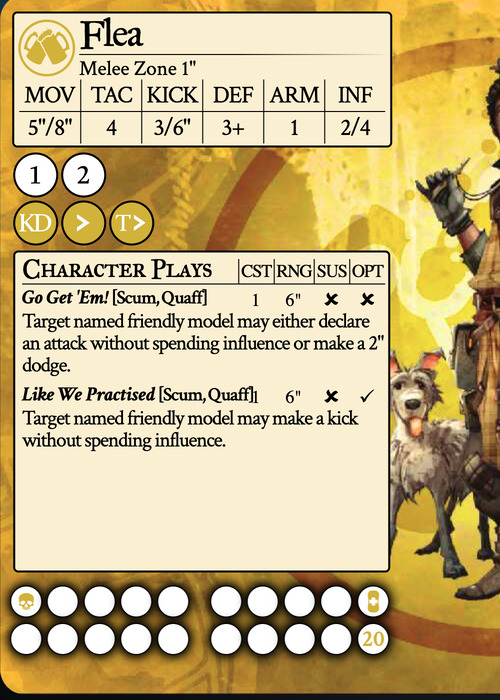 Flea
Melee Zone 1"
MOV TAC KICK DEF ARM INF
5"/8" 4 3/6" 3+ 1 2/4
1 2
KD > T>
CHARACTER PLAYS CST RNG SUS OPT
Go Get 'Em! [Scum, Quaff] 1 6" ✘ ✘
Target named friendly model may either declare
an attack without spending influence or make a 2"
dodge.
Like We Practised [Scum, Quaff] 1 6" ✘ ✓
Target named friendly model may make a kick
without spending influence.
20